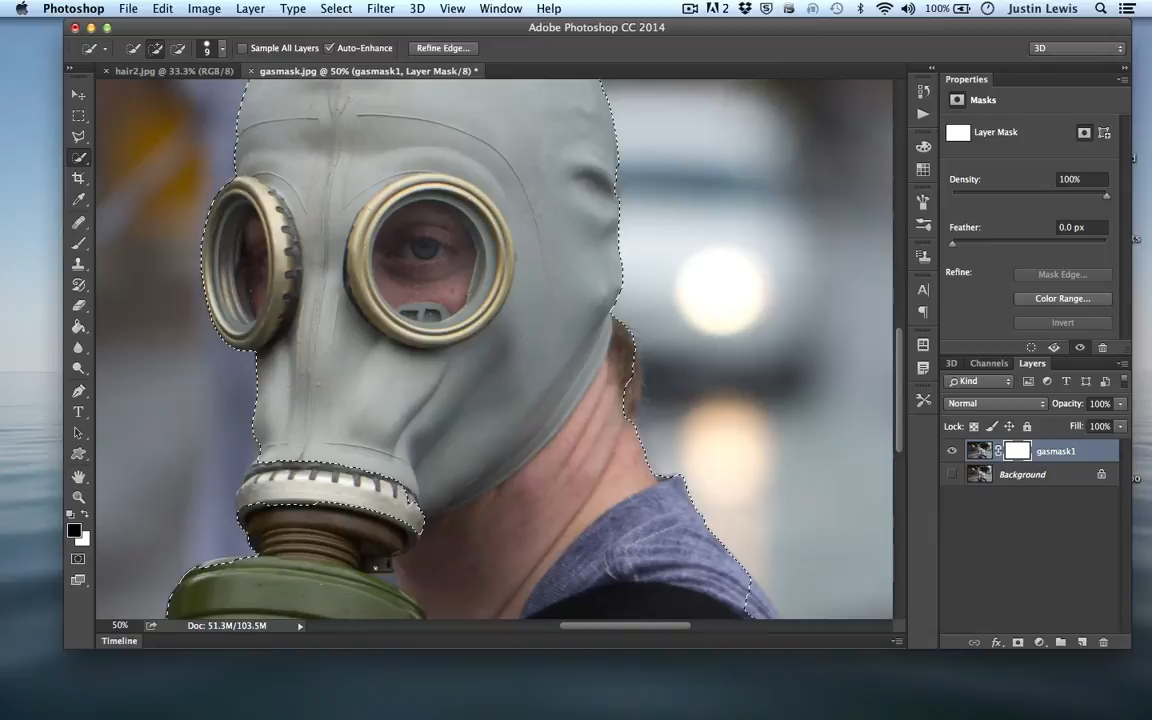 Photoshop File Edit Image Layer Type Select Filter 3D View Window Help 2 100% Justin Lewis
Adobe Photoshop CC 2014
9 Sample All Layers Auto-Enhance Refine Edge... 3D
× hair2.jpg @ 33.3% (RGB/8) × gasmask.jpg @ 50% (gasmask1, Layer Mask/8) *
Properties
Masks
Layer Mask
Density: 100%
Feather: 0.0 px
Refine: Mask Edge...
Color Range...
Invert
3D Channels Layers
Kind
Normal Opacity: 100%
Lock: Fill: 100%
gasmask1
Background
50% Doc: 51.3M/103.5M
Timeline